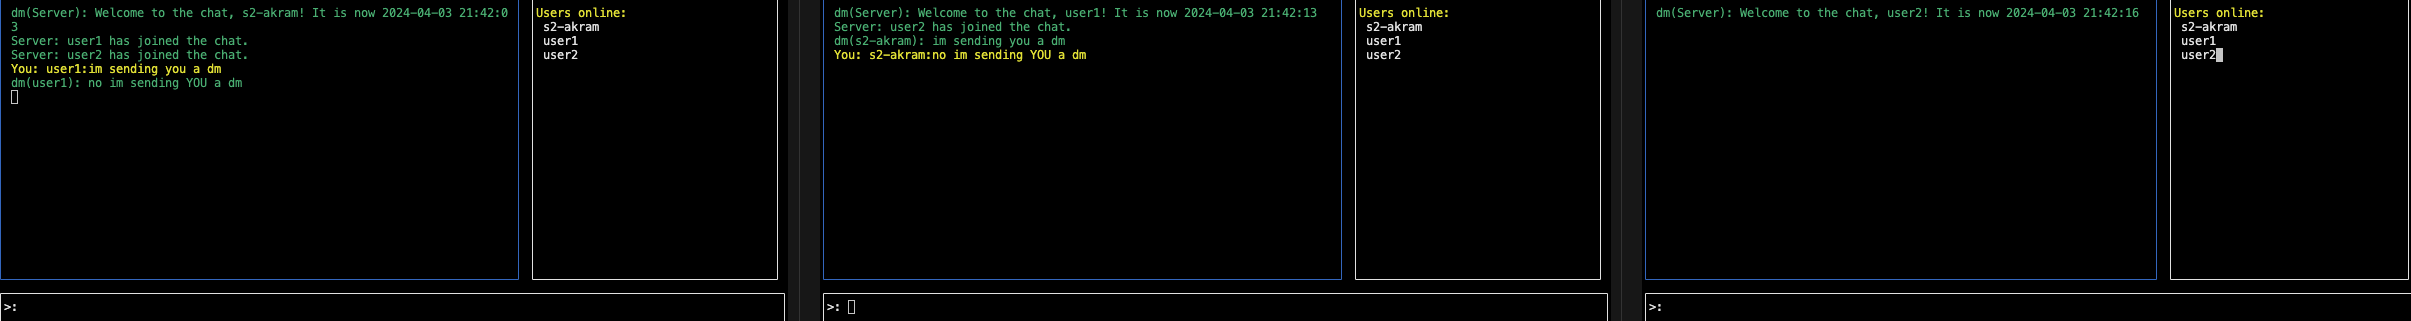 dm(Server): Welcome to the chat, s2-akram! It is now 2024-04-03 21:42:0
3
Server: user1 has joined the chat.
Server: user2 has joined the chat.
You: user1:im sending you a dm
dm(user1): no im sending YOU a dm
Users online:
s2-akram
user1
user2
>:
dm(Server): Welcome to the chat, user1! It is now 2024-04-03 21:42:13
Server: user2 has joined the chat.
dm(s2-akram): im sending you a dm
You: s2-akram:no im sending YOU a dm
Users online:
s2-akram
user1
user2
>:
dm(Server): Welcome to the chat, user2! It is now 2024-04-03 21:42:16
Users online:
s2-akram
user1
user2
>: